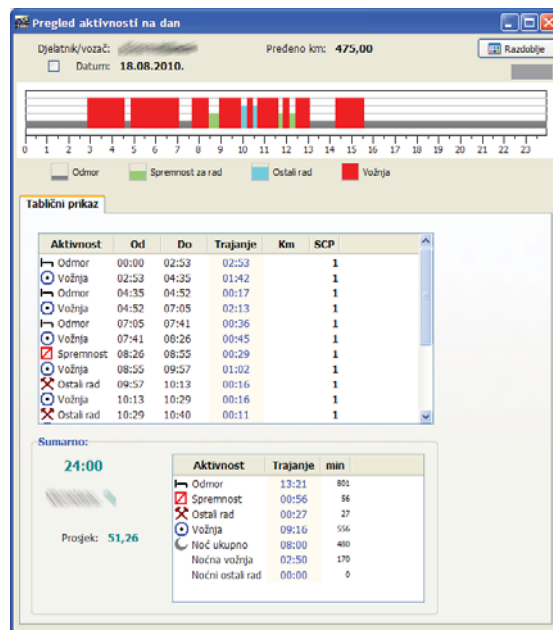 Pregled aktivnosti na dan
Djelatnik/vozač:
Pređeno km: 475,00
Razdoblje
Datum: 18.08.2010.
0 1 2 3 4 5 6 7 8 9 10 11 12 13 14 15 16 17 18 19 20 21 22 23
Odmor Spremnost za rad Ostali rad Vožnja
Tablični prikaz
Aktivnost Od Do Trajanje Km SCP
Odmor 00:00 02:53 02:53 1
Vožnja 02:53 04:35 01:42 1
Odmor 04:35 04:52 00:17 1
Vožnja 04:52 07:05 02:13 1
Odmor 07:05 07:41 00:36 1
Vožnja 07:41 08:26 00:45 1
Spremnost 08:26 08:55 00:29 1
Vožnja 08:55 09:57 01:02 1
Ostali rad 09:57 10:13 00:16 1
Vožnja 10:13 10:29 00:16 1
Ostali rad 10:29 10:40 00:11 1
Sumarno:
24:00
Prosjek: 51,26
Aktivnost Trajanje min
Odmor 13:21 801
Spremnost 00:56 56
Ostali rad 00:27 27
Vožnja 09:16 556
Noć ukupno 08:00 480
Noćna vožnja 02:50 170
Noćni ostali rad 00:00 0